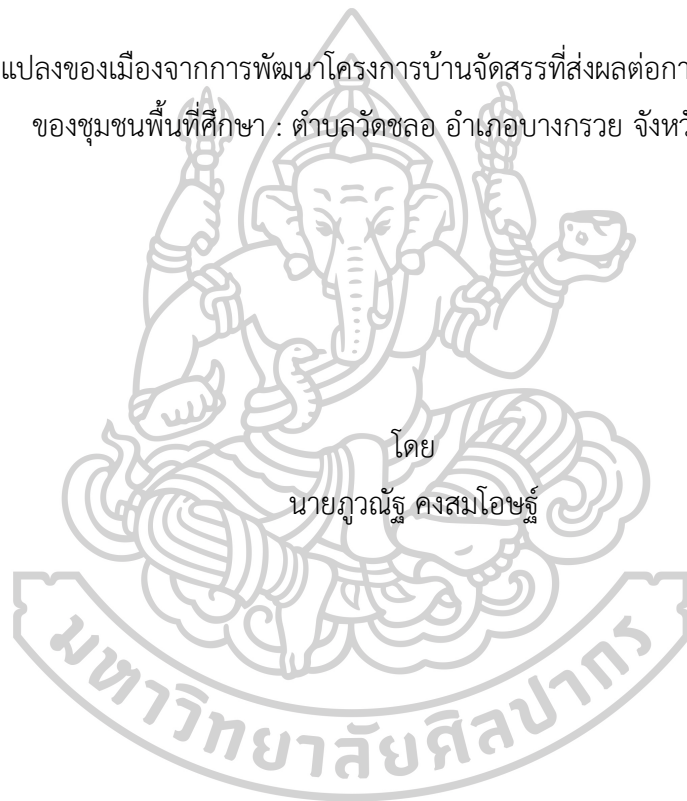 แปลงของเมืองจากการพัฒนาโครงการบ้านจัดสรรที่ส่งผลต่อกา
ของชุมชนพื้นที่ศึกษา : ตำบลวัดชลอ อำเภอบางกรวย จังหวั
โดย
นายภูวณัฐ คงสมโอษฐ์
มหาวิทยาลัยศิลปากร